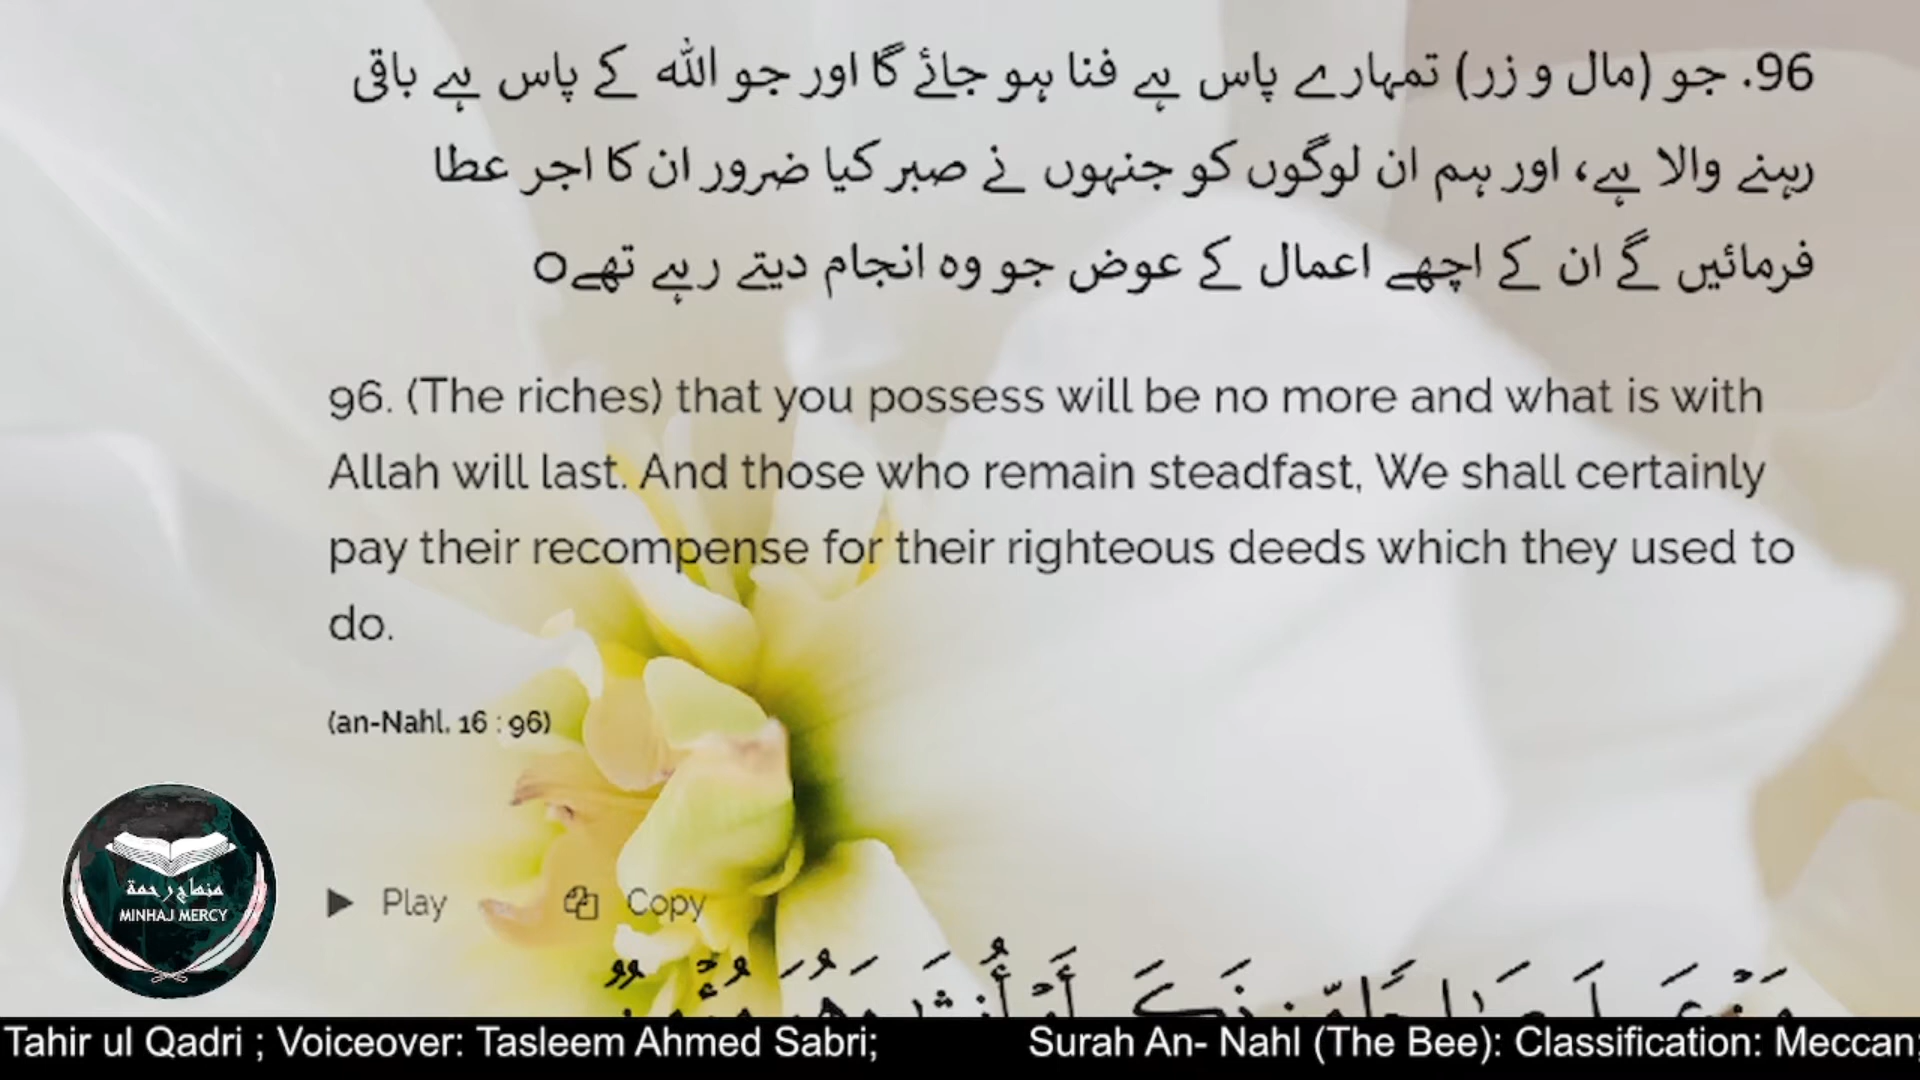 96. جو (مال و زر) تمہارے پاس ہے فنا ہو جائے گا اور جو اللہ کے پاس ہے باقی
رہنے والا ہے، اور ہم ان لوگوں کو جنہوں نے صبر کیا ضرور ان کا اجر عطا
فرمائیں گے ان کے اچھے اعمال کے عوض جو وہ انجام دیتے رہے تھےo
96. (The riches) that you possess will be no more and what is with
Allah will last. And those who remain steadfast, We shall certainly
pay their recompense for their righteous deeds which they used to
do.
(an-Nahl, 16 : 96)
منهاج رحمة
MINHAJ MERCY
Play Copy
Tahir ul Qadri ; Voiceover: Tasleem Ahmed Sabri; Surah An- Nahl (The Bee): Classification: Meccan;